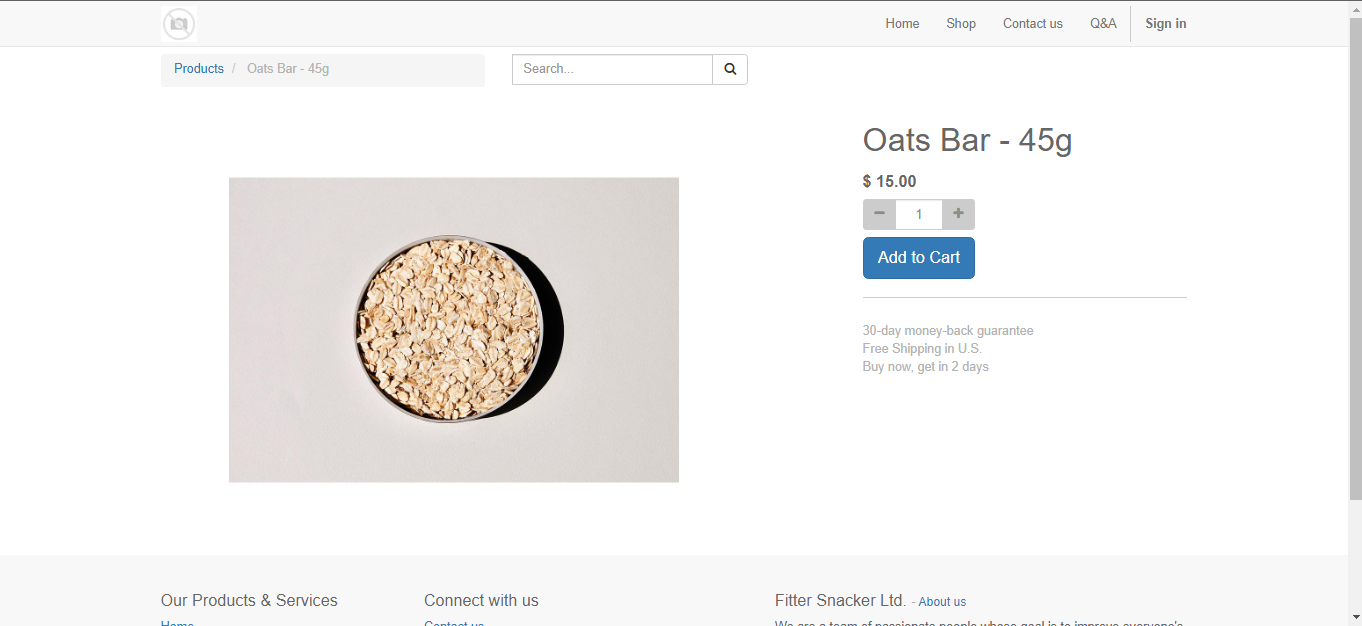 Home Shop Contact us Q&A Sign in
Products / Oats Bar - 45g Search...
Oats Bar - 45g
$ 15.00
1
Add to Cart
30-day money-back guarantee
Free Shipping in U.S.
Buy now, get in 2 days
Our Products & Services Connect with us Fitter Snacker Ltd. - About us
Home Contact us We are a team of passionate people whose goal is to improve everyone's